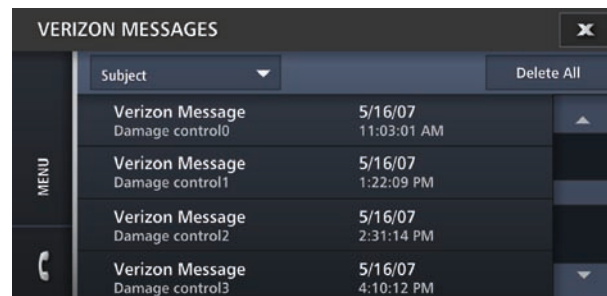 VERIZON MESSAGES
Subject
Delete All
Verizon Message 5/16/07
Damage control0 11:03:01 AM
Verizon Message 5/16/07
Damage control1 1:22:09 PM
MENU
Verizon Message 5/16/07
Damage control2 2:31:14 PM
Verizon Message 5/16/07
Damage control3 4:10:12 PM